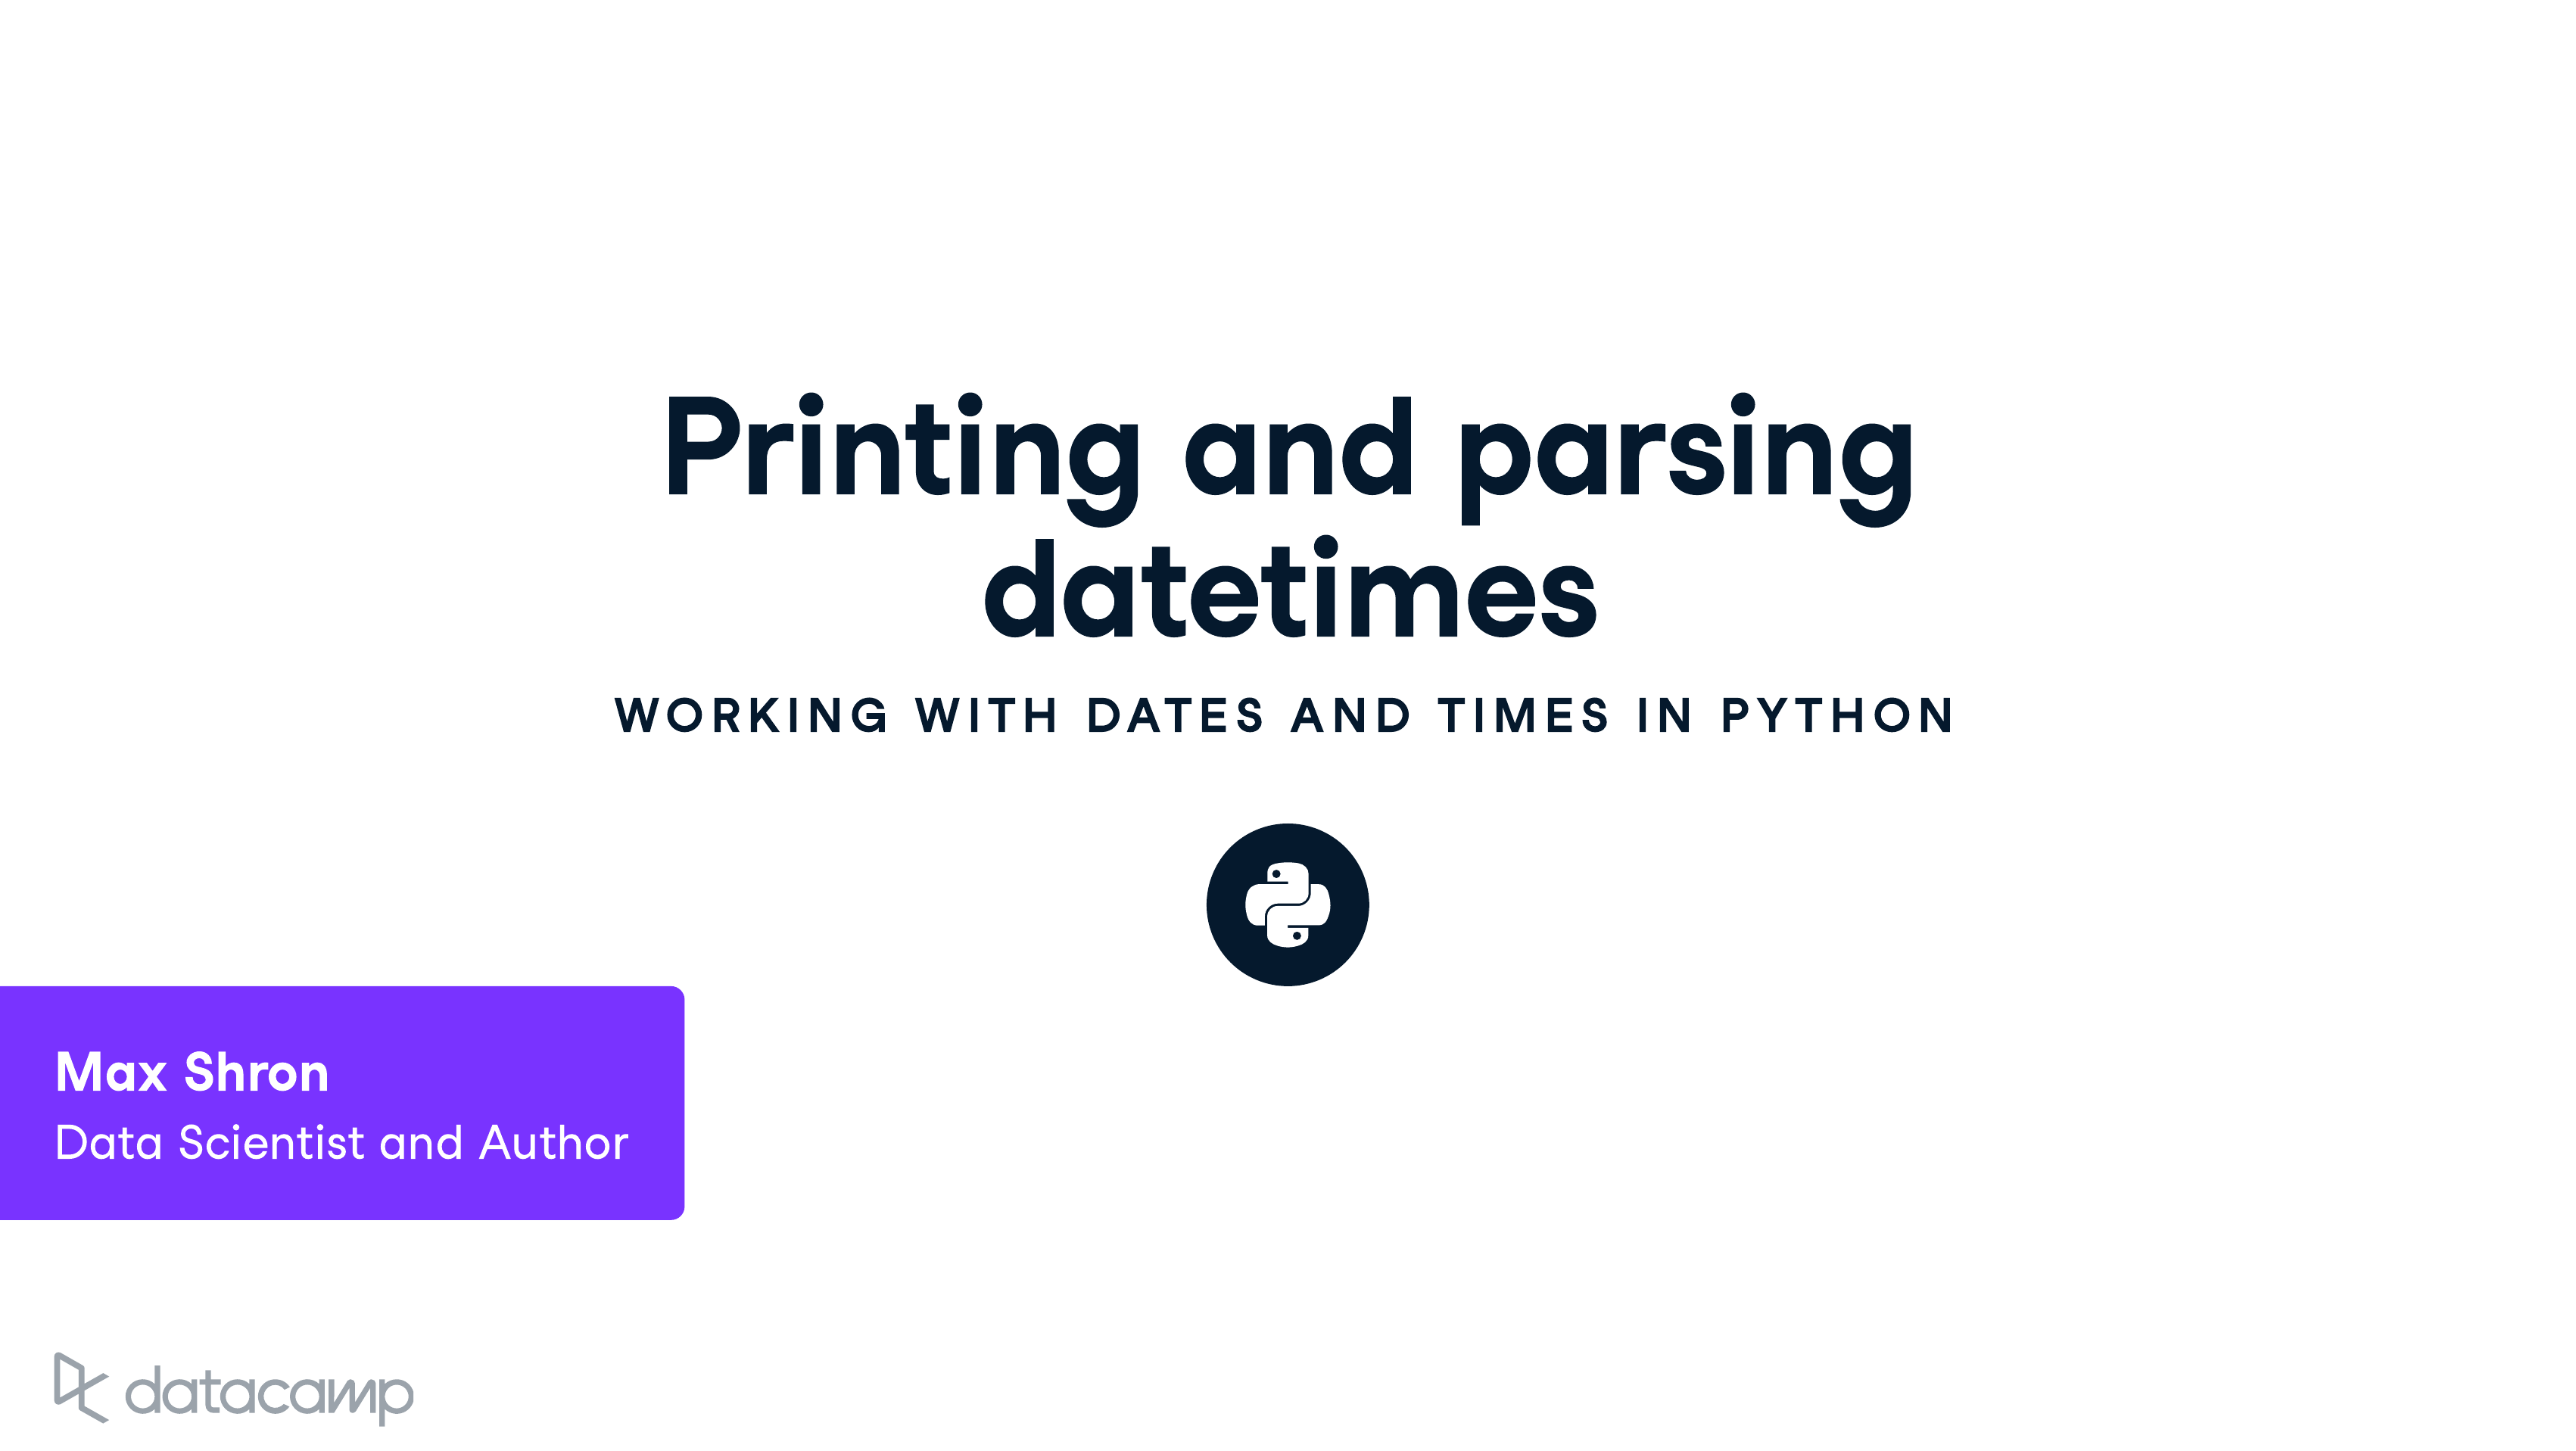 Printing and parsing
datetimes
WORKING WITH DATES AND TIMES IN PYTHON
Max Shron
Data Scientist and Author
datacamp